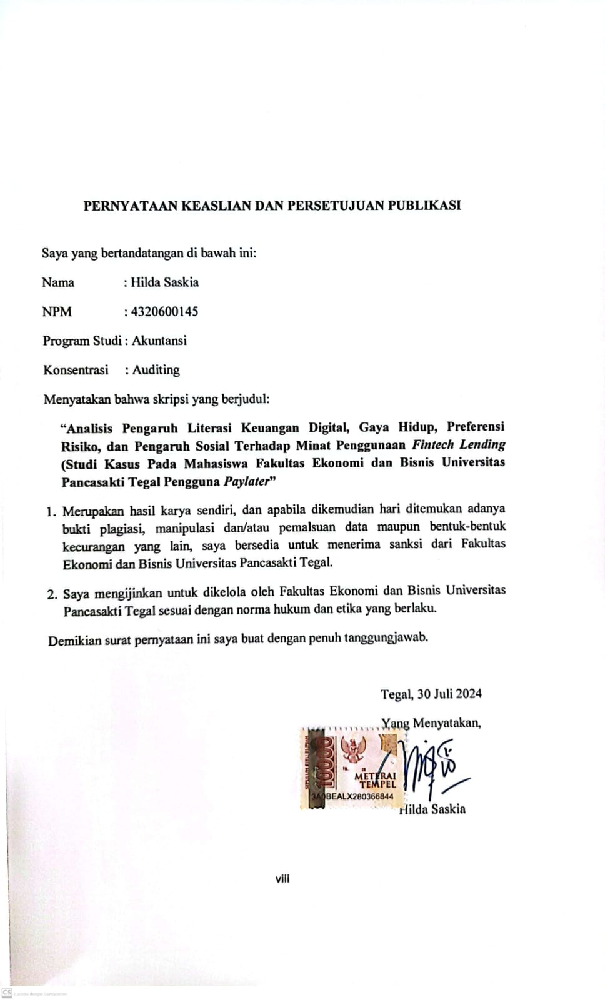 PERNYATAAN KEASLIAN DAN PERSETUJUAN PUBLIKASI
Saya yang bertandatangan di bawah ini:
Nama : Hilda Saskia
NPM : 4320600145
Program Studi : Akuntansi
Konsentrasi : Auditing
Menyatakan bahwa skripsi yang berjudul:
“Analisis Pengaruh Literasi Keuangan Digital, Gaya Hidup, Preferensi
Risiko, dan Pengaruh Sosial Terhadap Minat Penggunaan Fintech Lending
(Studi Kasus Pada Mahasiswa Fakultas Ekonomi dan Bisnis Universitas
Pancasakti Tegal Pengguna Paylater”
1. Merupakan hasil karya sendiri, dan apabila dikemudian hari ditemukan adanya
bukti plagiasi, manipulasi dan/atau pemalsuan data maupun bentuk-bentuk
kecurangan yang lain, saya bersedia untuk menerima sanksi dari Fakultas
Ekonomi dan Bisnis Universitas Pancasakti Tegal.
2. Saya mengijinkan untuk dikelola oleh Fakultas Ekonomi dan Bisnis Universitas
Pancasakti Tegal sesuai dengan norma hukum dan etika yang berlaku.
Demikian surat pernyataan ini saya buat dengan penuh tanggungjawab.
Tegal, 30 Juli 2024
Yang Menyatakan,
10000
METERAI
TEMPEL
3A0BEALX280366844
Hilda Saskia
viii
CS Dipindai dengan CamScanner